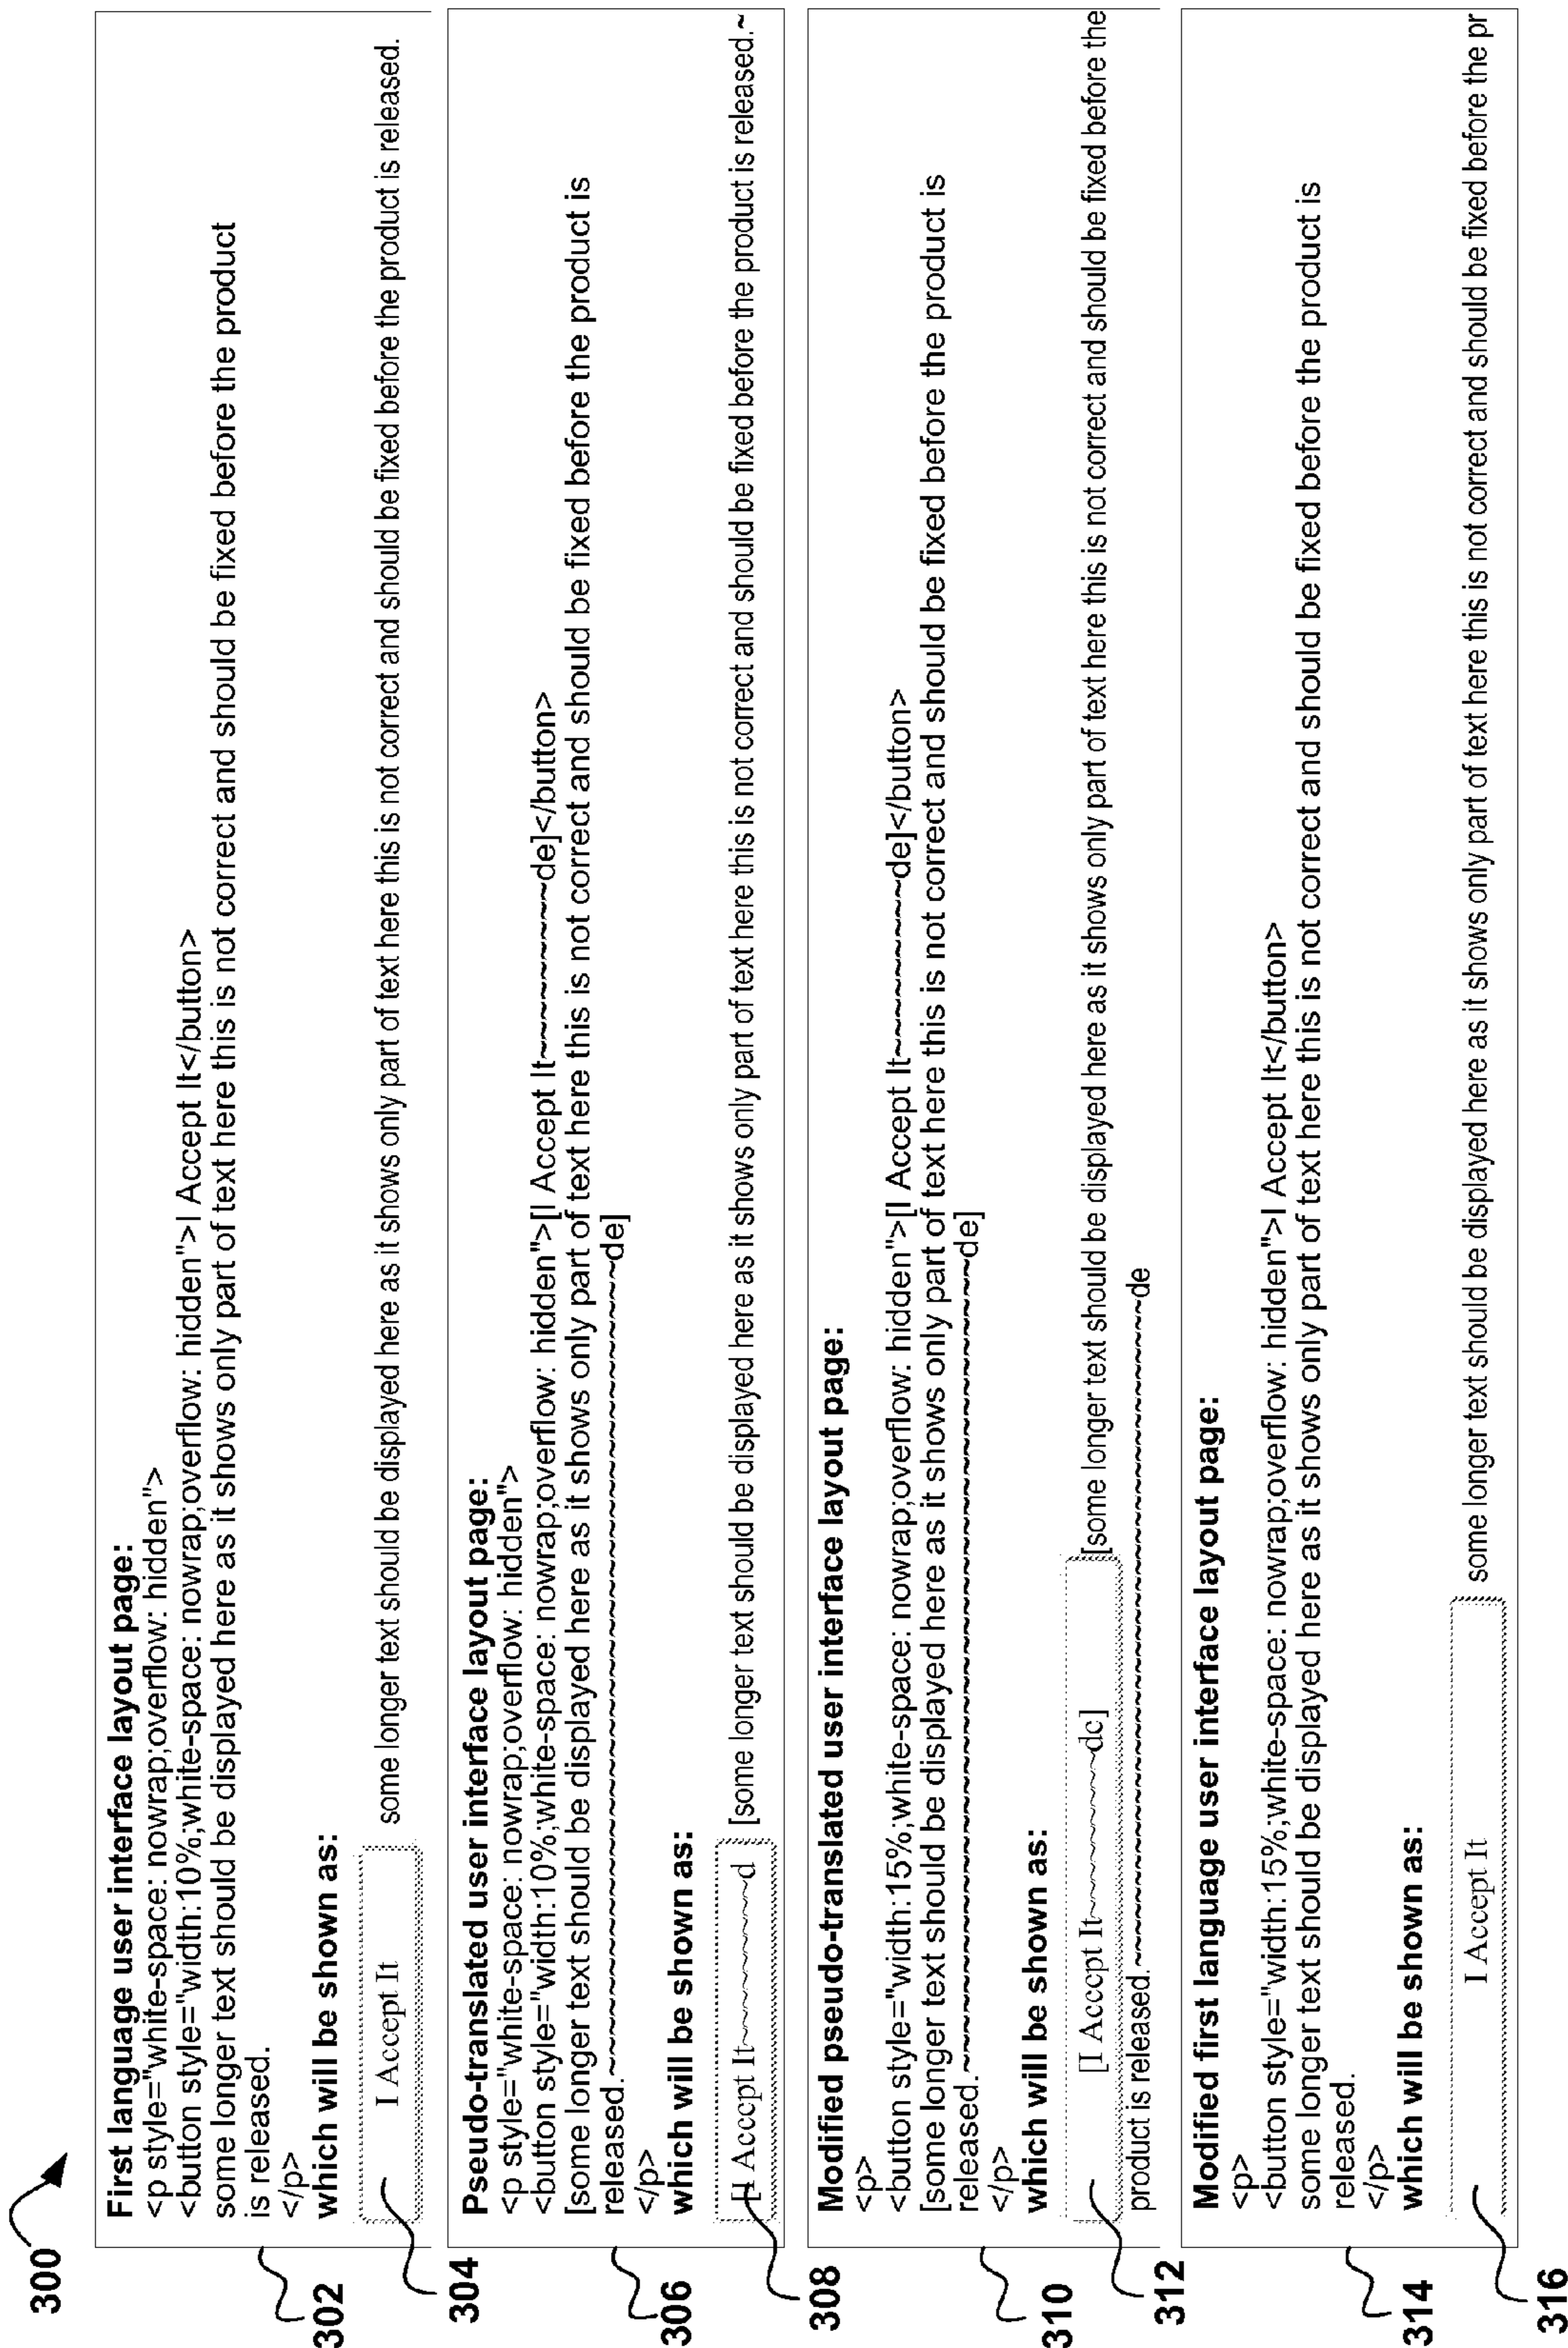 300
First language user interface layout page:
<p style="white-space: nowrap;overflow: hidden">
<button style="width:10%;white-space: nowrap;overflow: hidden">I Accept It</button>
some longer text should be displayed here as it shows only part of text here this is not correct and should be fixed before the product
is released.
</p>
which will be shown as:
I Accept It some longer text should be displayed here as it shows only part of text here this is not correct and should be fixed before the product is released.
302
304
Pseudo-translated user interface layout page:
<p style="white-space: nowrap;overflow: hidden">
<button style="width:10%;white-space: nowrap;overflow: hidden">[I Accept It~~~~~~~~~~~de]</button>
[some longer text should be displayed here as it shows only part of text here this is not correct and should be fixed before the product is
released.~~~~~~~~~~~~~~~~~~~~~~~~~~~~~~~~~~~~de]
</p>
which will be shown as:
[I Acccpt It~~~~~~~~~~~d [some longer text should be displayed here as it shows only part of text here this is not correct and should be fixed before the product is released.~
306
308
Modified pseudo-translated user interface layout page:
<p>
<button style="width:15%;white-space: nowrap;overflow: hidden">[I Accept It~~~~~~~~~~~de]</button>
[some longer text should be displayed here as it shows only part of text here this is not correct and should be fixed before the product is
released.~~~~~~~~~~~~~~~~~~~~~~~~~~~~~~~~~~~~de]
</p>
which will be shown as:
[I Acccpt It~~~~~~~~~~~dc] [some longer text should be displayed here as it shows only part of text here this is not correct and should be fixed before the
product is released.~~~~~~~~~~~~~~~~~~~~~~~~~~~~~~~~~~~~de
310
312
Modified first language user interface layout page:
<p>
<button style="width:15%;white-space: nowrap;overflow: hidden">I Accept It</button>
some longer text should be displayed here as it shows only part of text here this is not correct and should be fixed before the product is
released.
</p>
which will be shown as:
I Accept It some longer text should be displayed here as it shows only part of text here this is not correct and should be fixed before the pr
314
316